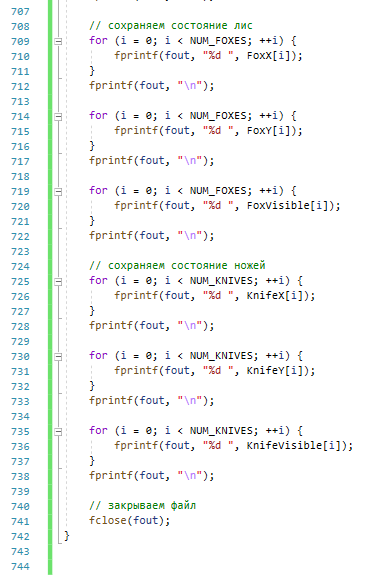 707
708 // сохраняем состояние лис
709 for (i = 0; i < NUM_FOXES; ++i) {
710 fprintf(fout, "%d ", FoxX[i]);
711 }
712 fprintf(fout, "\n");
713
714 for (i = 0; i < NUM_FOXES; ++i) {
715 fprintf(fout, "%d ", FoxY[i]);
716 }
717 fprintf(fout, "\n");
718
719 for (i = 0; i < NUM_FOXES; ++i) {
720 fprintf(fout, "%d ", FoxVisible[i]);
721 }
722 fprintf(fout, "\n");
723
724 // сохраняем состояние ножей
725 for (i = 0; i < NUM_KNIVES; ++i) {
726 fprintf(fout, "%d ", KnifeX[i]);
727 }
728 fprintf(fout, "\n");
729
730 for (i = 0; i < NUM_KNIVES; ++i) {
731 fprintf(fout, "%d ", KnifeY[i]);
732 }
733 fprintf(fout, "\n");
734
735 for (i = 0; i < NUM_KNIVES; ++i) {
736 fprintf(fout, "%d ", KnifeVisible[i]);
737 }
738 fprintf(fout, "\n");
739
740 // закрываем файл
741 fclose(fout);
742 }
743
744